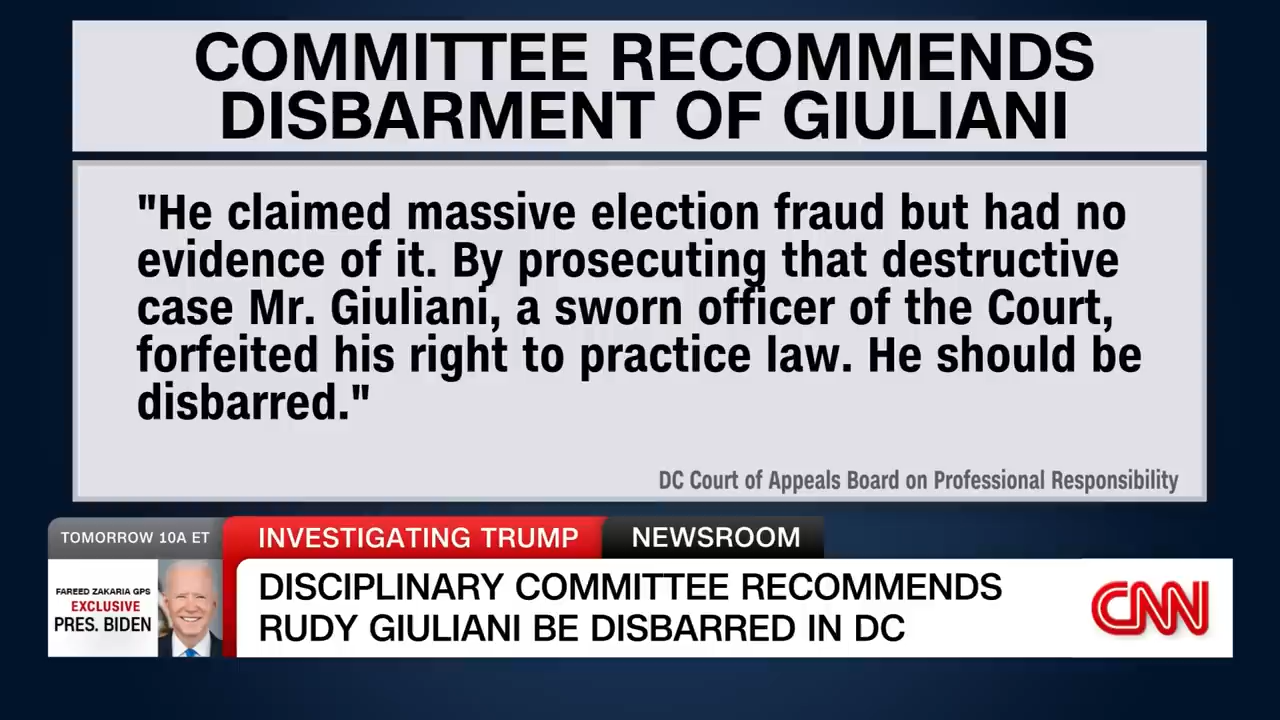 COMMITTEE RECOMMENDS
DISBARMENT OF GIULIANI
"He claimed massive election fraud but had no
evidence of it. By prosecuting that destructive
case Mr. Giuliani, a sworn officer of the Court,
forfeited his right to practice law. He should be
disbarred."
DC Court of Appeals Board on Professional Responsibility
TOMORROW 10A ET
INVESTIGATING TRUMP
NEWSROOM
FAREED ZAKARIA GPS
EXCLUSIVE
PRES. BIDEN
DISCIPLINARY COMMITTEE RECOMMENDS
RUDY GIULIANI BE DISBARRED IN DC
CNN